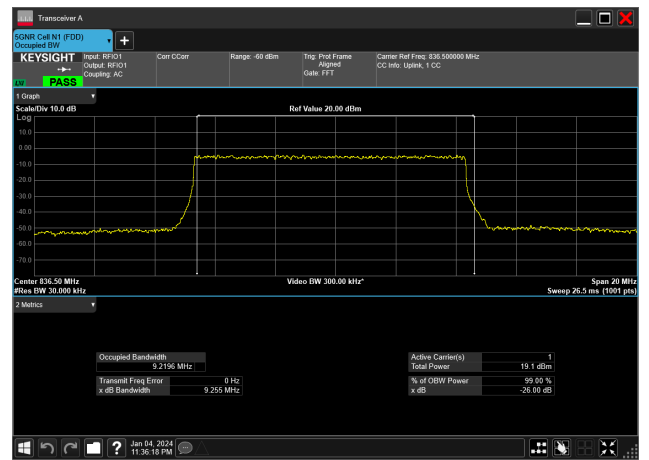 Transceiver A
5GNR Cell N1 (FDD)
Occupied BW
KEYSIGHT
Input: RFIO1
Output: RFIO1
Coupling: AC
Corr CCorr
Range: -60 dBm
Trig: Prot Frame
Aligned
Gate: FFT
Carrier Ref Freq: 836.500000 MHz
CC Info: Uplink, 1 CC
PASS
1 Graph
Scale/Div 10.0 dB
Ref Value 20.00 dBm
Log
10.0
0.00
-10.0
-20.0
-30.0
-40.0
-50.0
-60.0
-70.0
Center 836.50 MHz
Video BW 300.00 kHz*
Span 20 MHz
#Res BW 30.000 kHz
Sweep 26.5 ms (1001 pts)
2 Metrics
Occupied Bandwidth
9.2196 MHz
Transmit Freq Error 0 Hz
x dB Bandwidth 9.255 MHz
Active Carrier(s) 1
Total Power 19.1 dBm
% of OBW Power 99.00 %
x dB -26.00 dB
Jan 04, 2024
11:36:18 PM